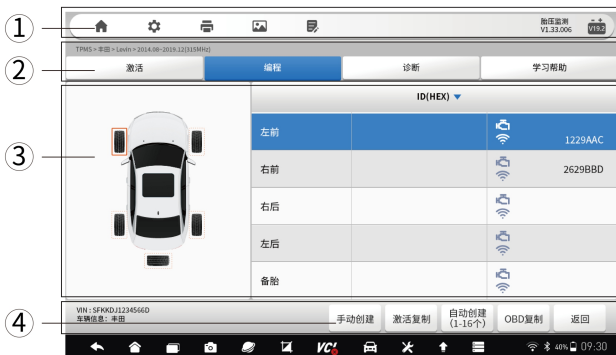 ①
胎压监测
V1.33.006
V19.2
TPMS > 丰田 > Levin > 2014.08-2019.12(315MHz)
②
激活 编程 诊断 学习帮助
ID(HEX) ▼
③
左前 1229AAC
右前 2629BBD
右后
左后
备胎
④
VIN : SFKKDJ1234566D
车辆信息：丰田
手动创建 激活复制 自动创建
(1-16个) OBD复制 返回
VCI 40% 09:30